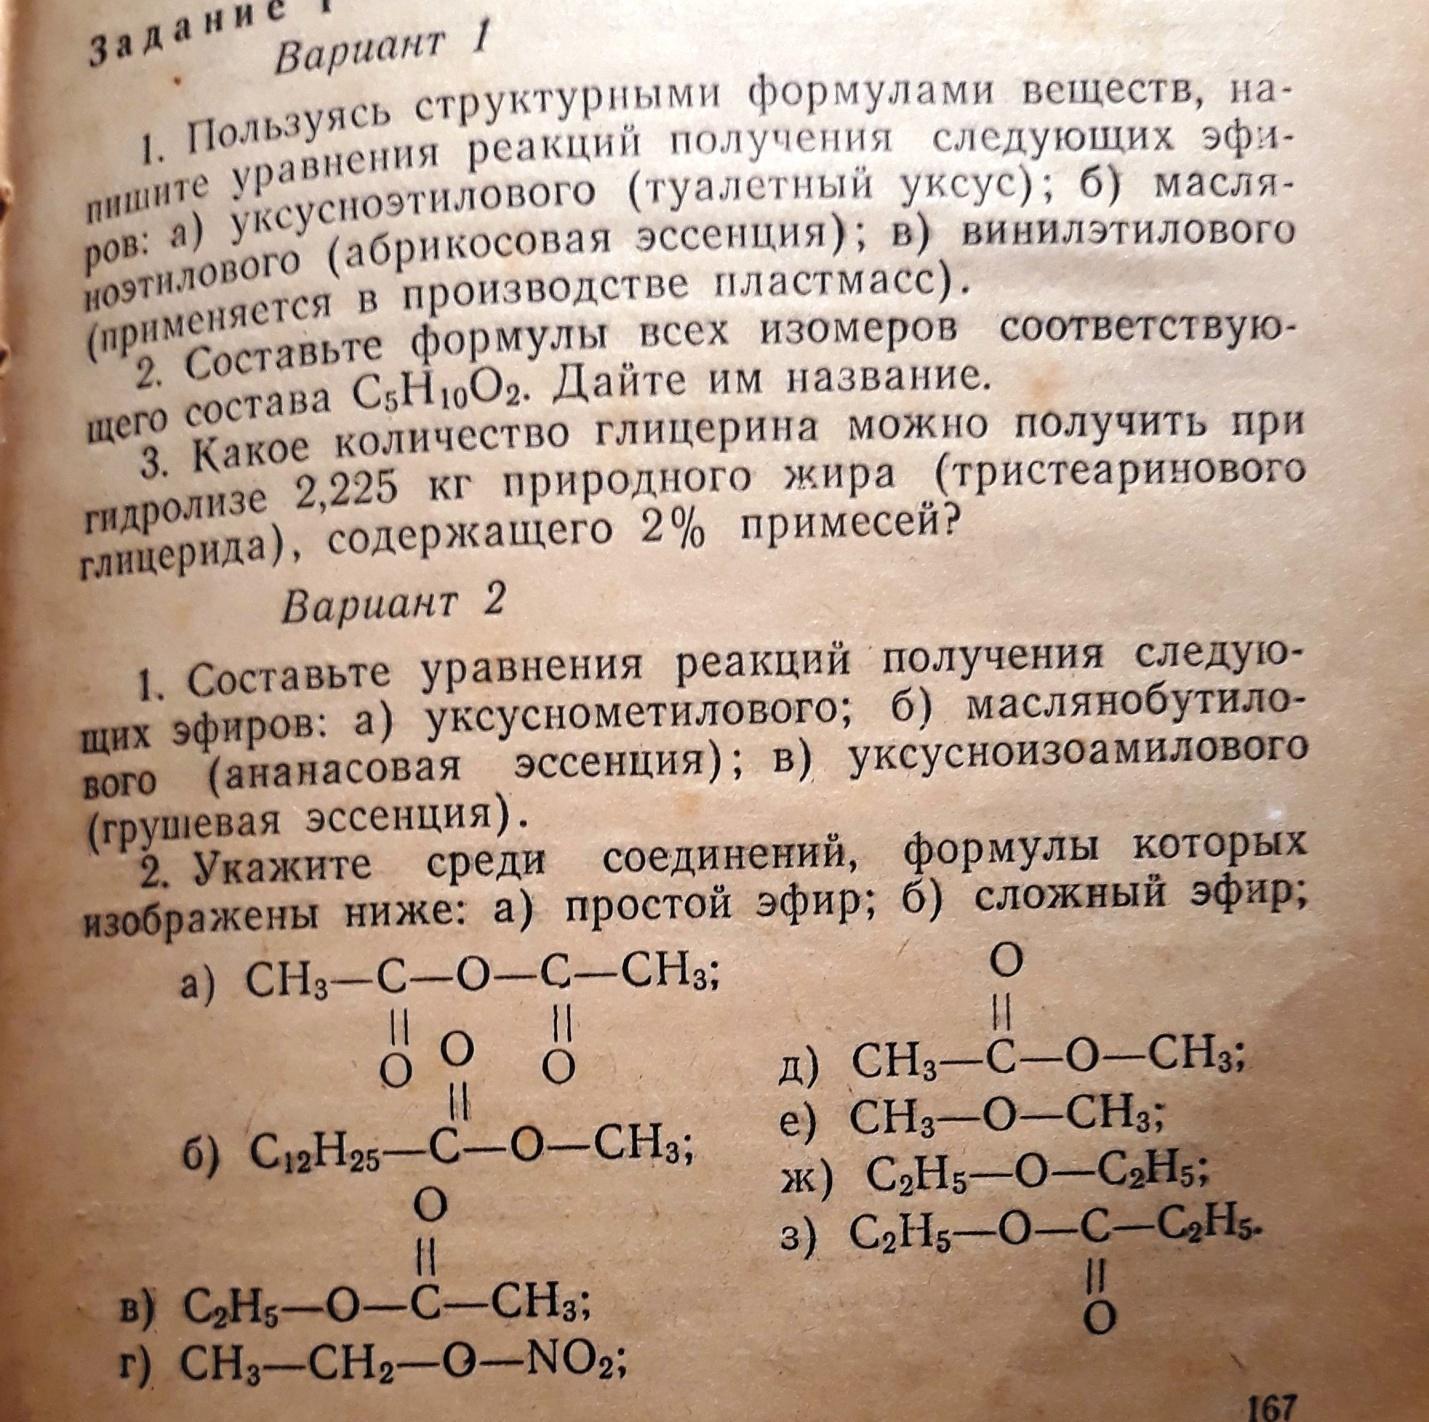 Задание
Вариант 1
1. Пользуясь структурными формулами веществ, на-
пишите уравнения реакций получения следующих эфи-
ров: а) уксусноэтилового (туалетный уксус); б) масля-
ноэтилового (абрикосовая эссенция); в) винилэтилового
(применяется в производстве пластмасс).
2. Составьте формулы всех изомеров соответствую-
щего состава C₅H₁₀O₂. Дайте им название.
3. Какое количество глицерина можно получить при
гидролизе 2,225 кг природного жира (тристеаринового
глицерида), содержащего 2% примесей?
Вариант 2
1. Составьте уравнения реакций получения следую-
щих эфиров: а) уксуснометилового; б) маслянобутило-
вого (ананасовая эссенция); в) уксусноизоамилового
(грушевая эссенция).
2. Укажите среди соединений, формулы которых
изображены ниже: а) простой эфир; б) сложный эфир;
а) CH₃—C—O—C—CH₃;
|| ||
O O
O
||
б) C₁₂H₂₅—C—O—CH₃;
O
||
в) C₂H₅—O—C—CH₃;
г) CH₃—CH₂—O—NO₂;
O
||
д) CH₃—C—O—CH₃;
е) CH₃—O—CH₃;
ж) C₂H₅—O—C₂H₅;
з) C₂H₅—O—C—C₂H₅.
||
O
167